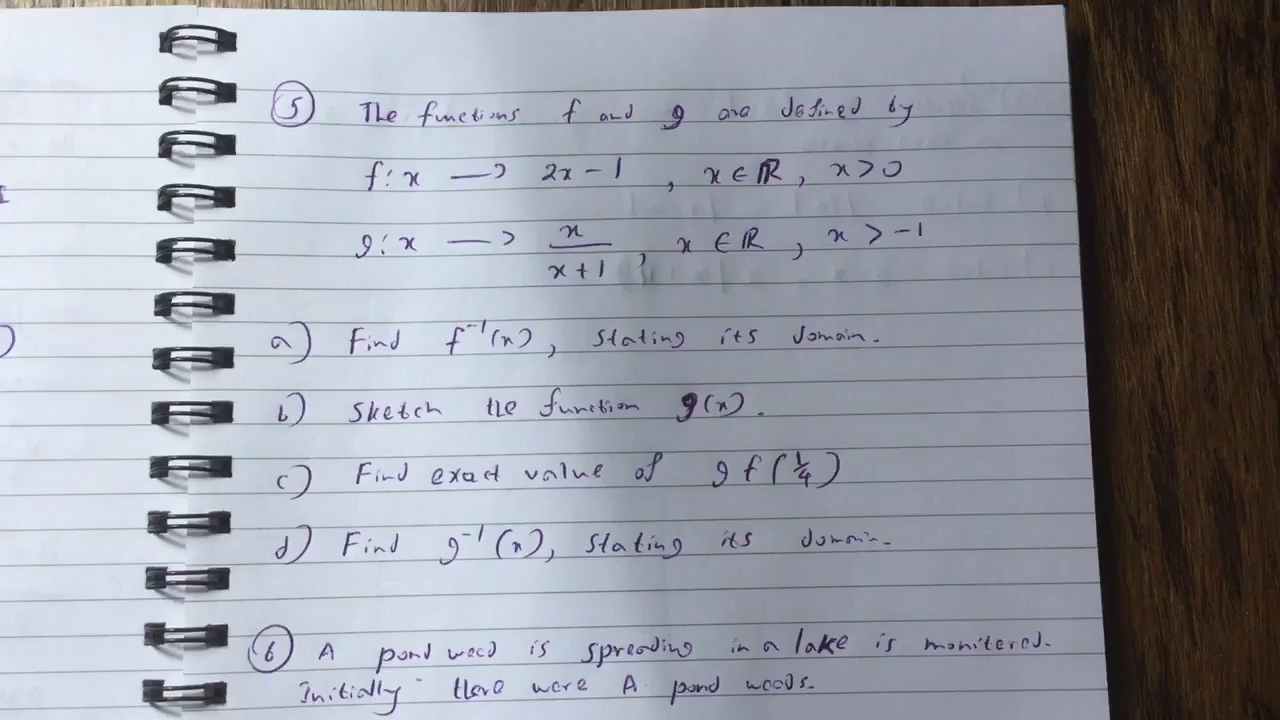 5 The functions f and g are defined by
f: x → 2x - 1 , x ∈ ℝ, x > 0
g: x → x/(x+1), x ∈ ℝ, x > -1
a) Find f⁻¹(x), stating its domain.
b) Sketch the function g(x).
c) Find exact value of gf(1/4)
d) Find g⁻¹(x), stating its domain.
6 A pond weed is spreading in a lake is monitered.
Initially there were A pond weeds.